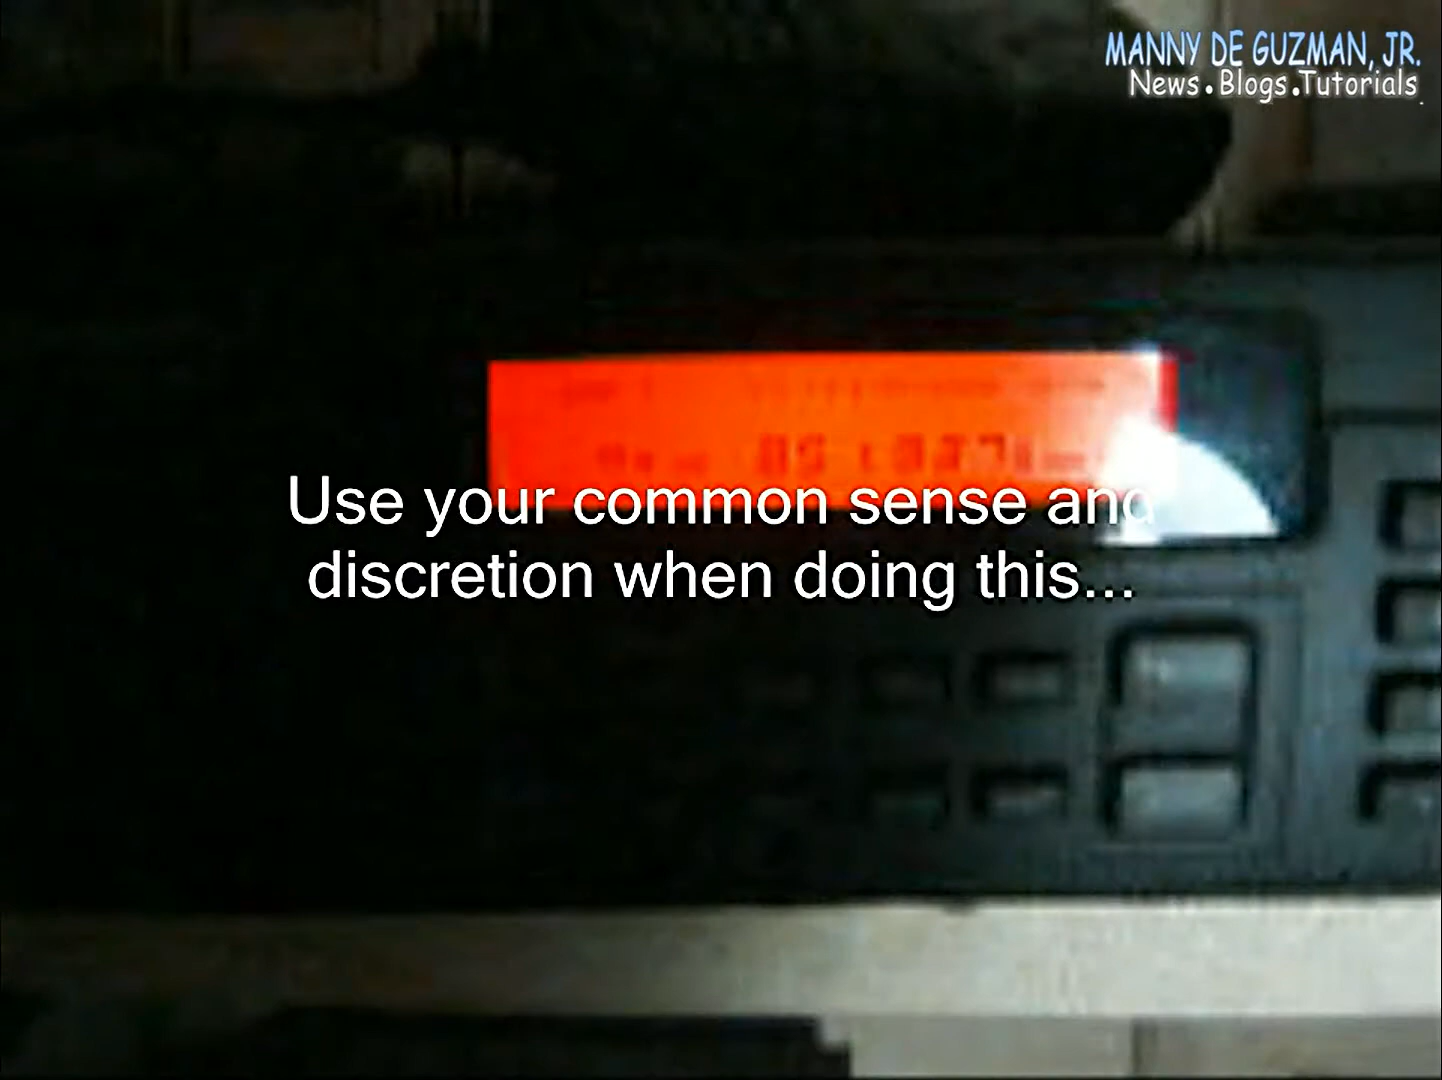 MANNY DE GUZMAN, JR.
News.Blogs.Tutorials
Use your common sense and
discretion when doing this...